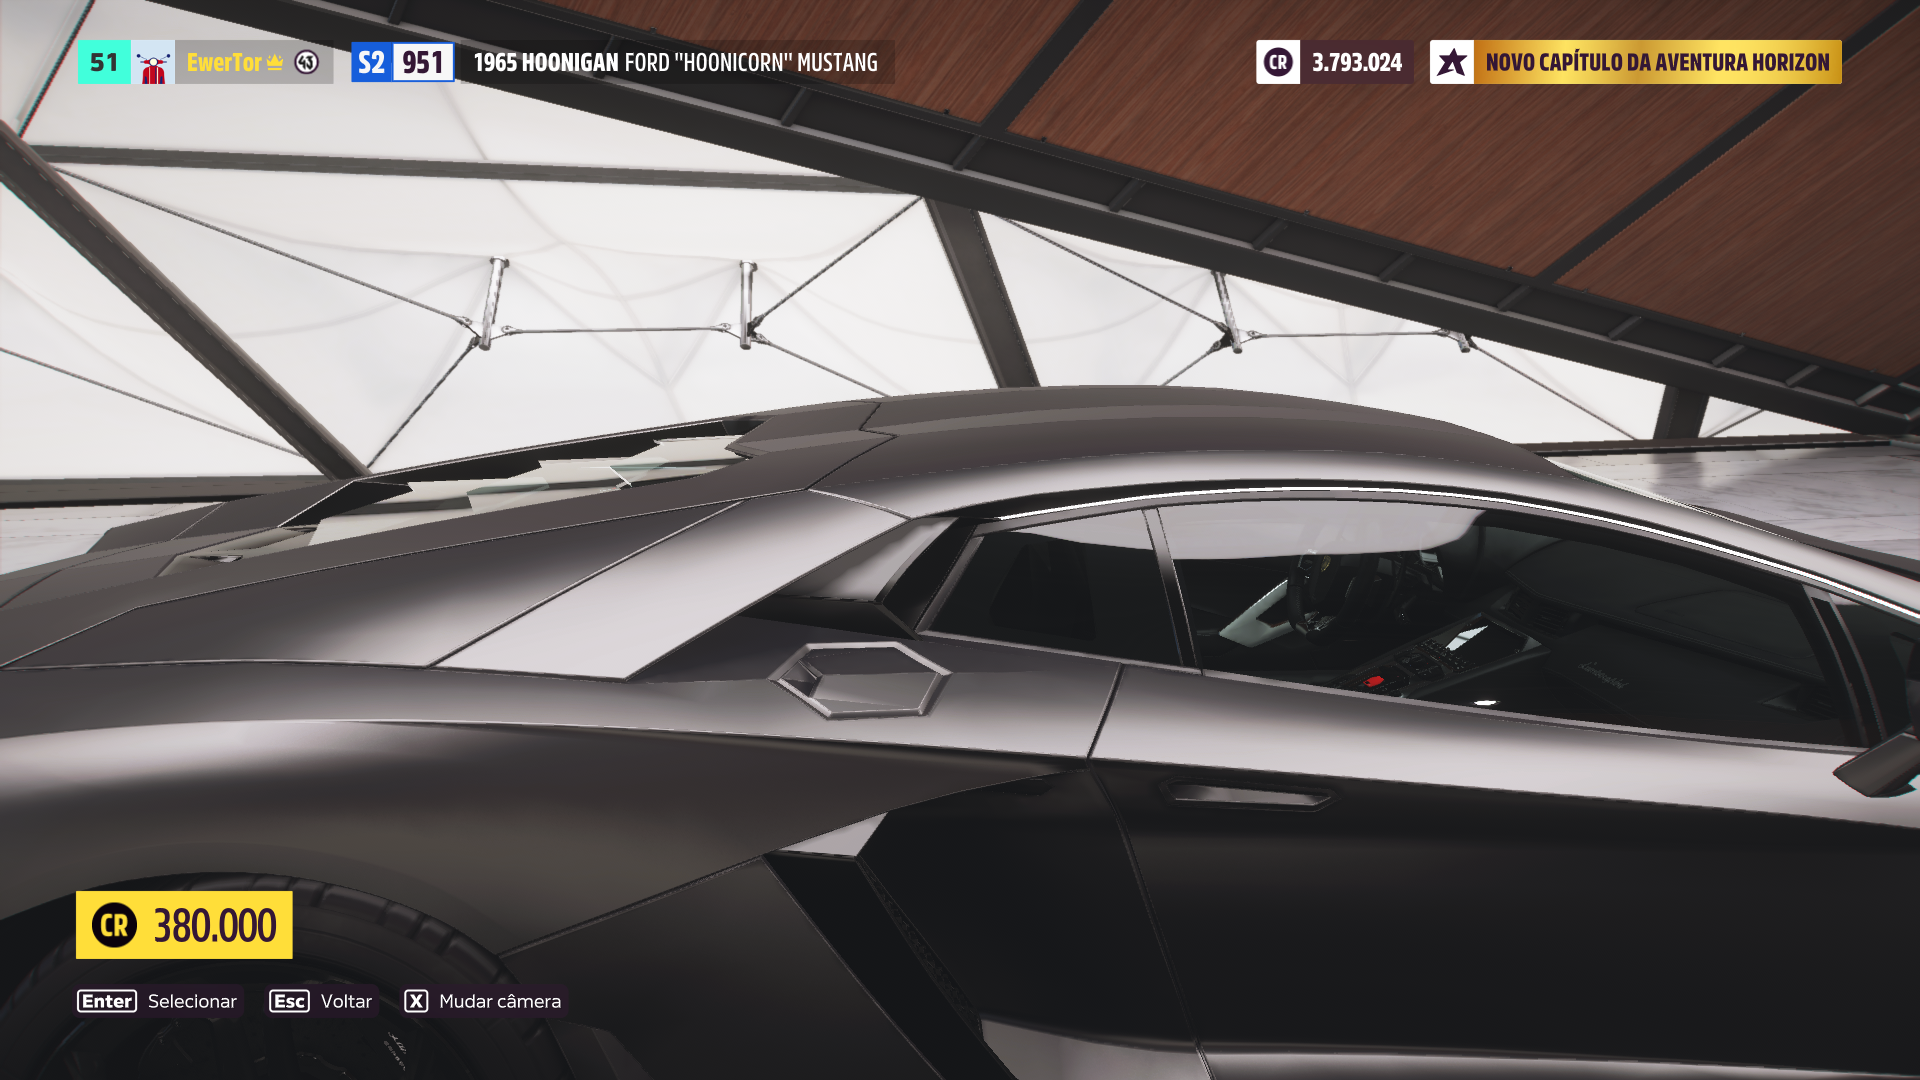 51 EwerTor 43 S2 951 1965 HOONIGAN FORD "HOONICORN" MUSTANG
CR 3.793.024 NOVO CAPÍTULO DA AVENTURA HORIZON
CR 380.000
Enter Selecionar Esc Voltar X Mudar câmera